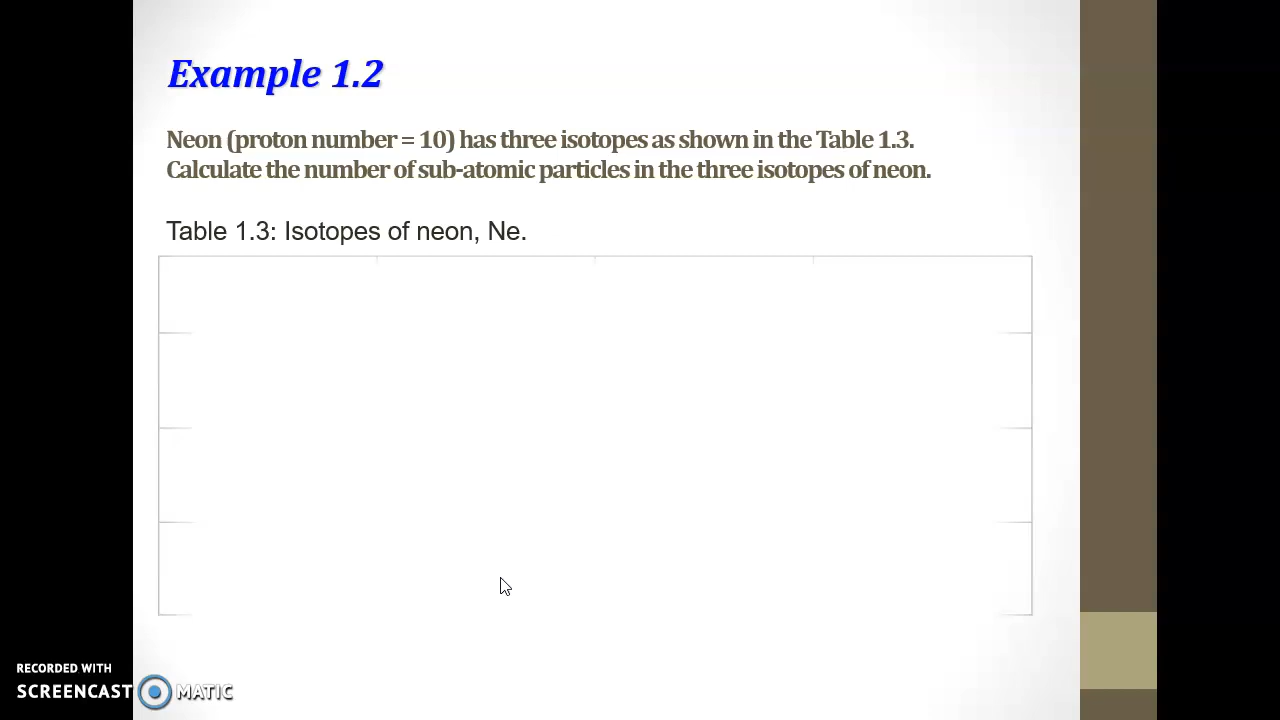 Example 1.2
Neon (proton number = 10) has three isotopes as shown in the Table 1.3.
Calculate the number of sub-atomic particles in the three isotopes of neon.
Table 1.3: Isotopes of neon, Ne.
RECORDED WITH
SCREENCAST MATIC